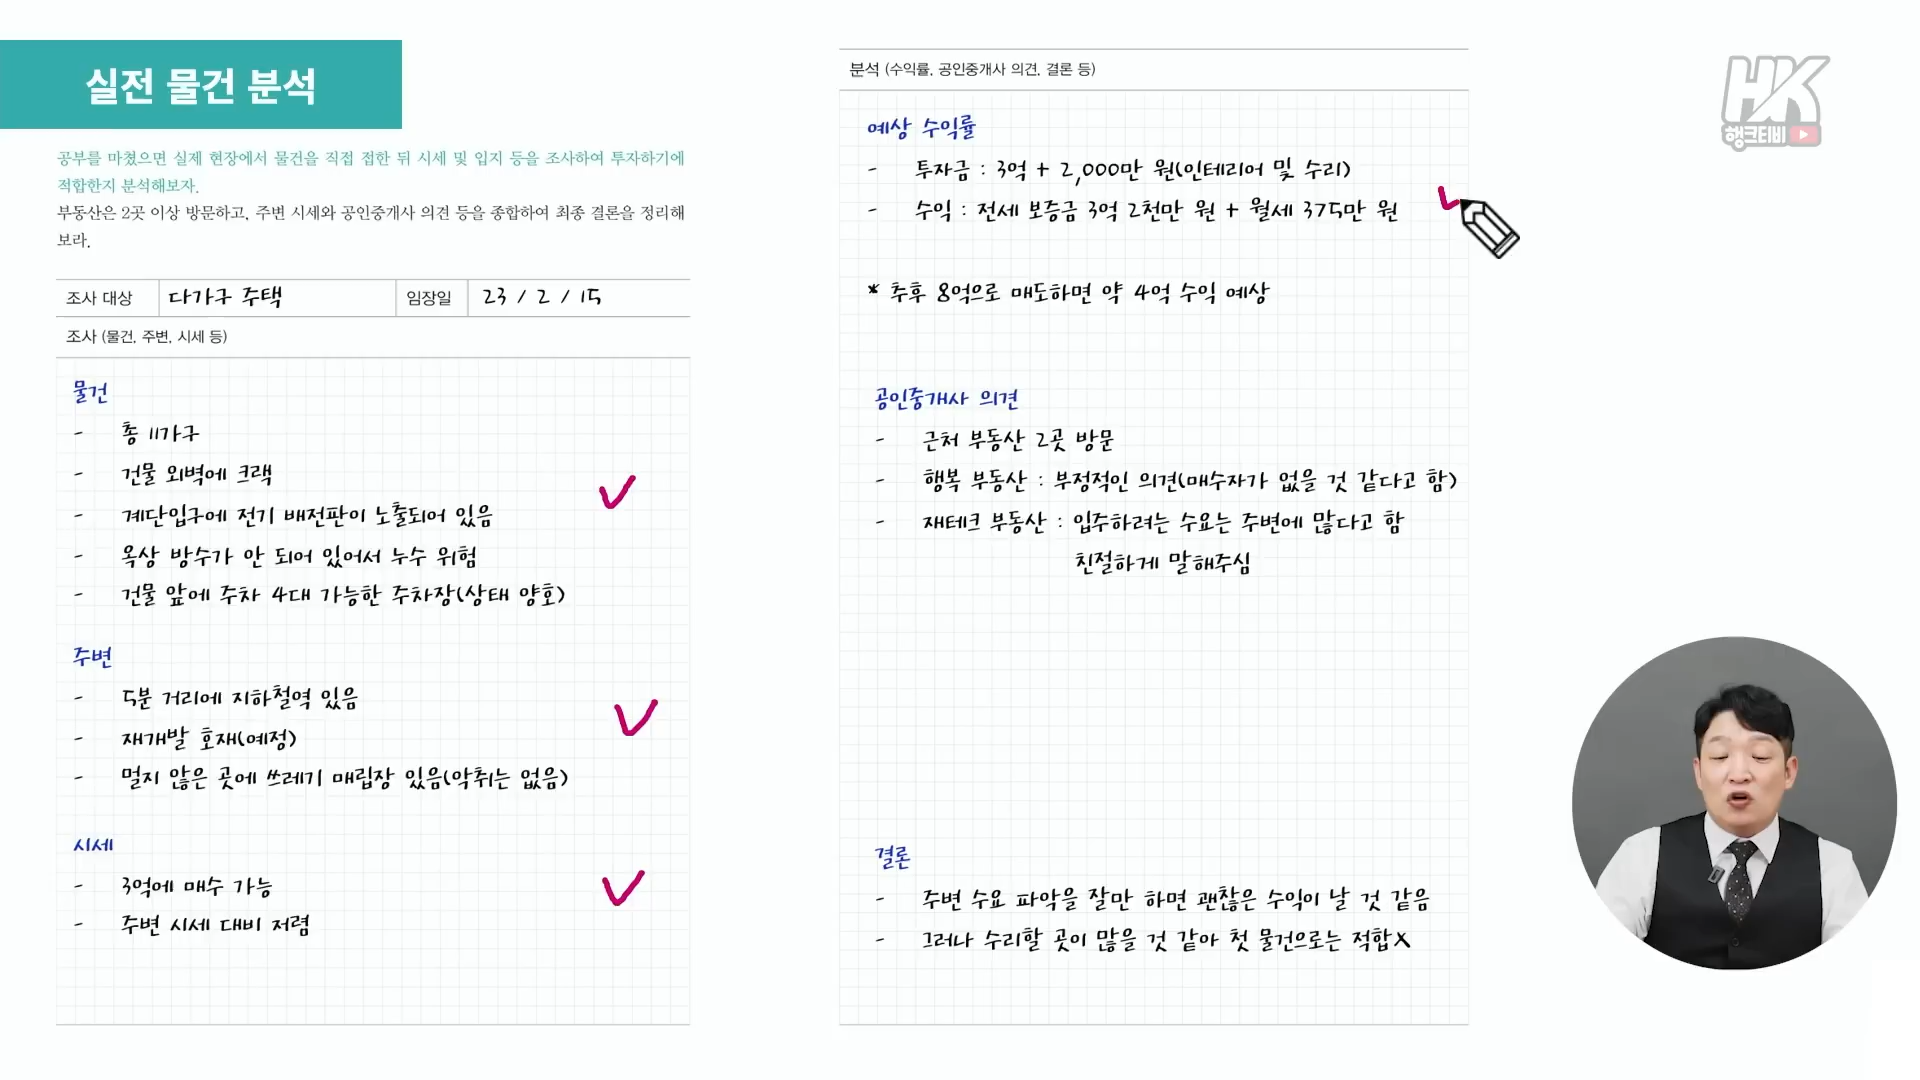 실전 물건 분석
공부를 마쳤으면 실제 현장에서 물건을 직접 접한 뒤 시세 및 입지 등을 조사하여 투자하기에
적합한지 분석해보자.
부동산은 2곳 이상 방문하고, 주변 시세와 공인중개사 의견 등을 종합하여 최종 결론을 정리해
보라.
조사 대상 다가구 주택 임장일 23 / 2 / 15
조사 (물건, 주변, 시세 등)
물건
- 총 11가구
- 건물 외벽에 크랙
- 계단입구에 전기 배전판이 노출되어 있음
- 옥상 방수가 안 되어 있어서 누수 위험
- 건물 앞에 주차 4대 가능한 주차장(상태 양호)
주변
- 5분 거리에 지하철역 있음
- 재개발 호재(예정)
- 멀지 않은 곳에 쓰레기 매립장 있음(악취는 없음)
시세
- 3억에 매수 가능
- 주변 시세 대비 저렴
분석 (수익률, 공인중개사 의견, 결론 등)
예상 수익률
- 투자금 : 3억 + 2,000만 원(인테리어 및 수리)
- 수익 : 전세 보증금 3억 2천만 원 + 월세 375만 원
* 추후 8억으로 매도하면 약 4억 수익 예상
공인중개사 의견
- 근처 부동산 2곳 방문
- 행복 부동산 : 부정적인 의견(매수자가 없을 것 같다고 함)
- 재테크 부동산 : 입주하려는 수요는 주변에 많다고 함
친절하게 말해주심
결론
- 주변 수요 파악을 잘만 하면 괜찮은 수익이 날 것 같음
- 그러나 수리할 곳이 많을 것 같아 첫 물건으로는 적합X
HK
행크티비